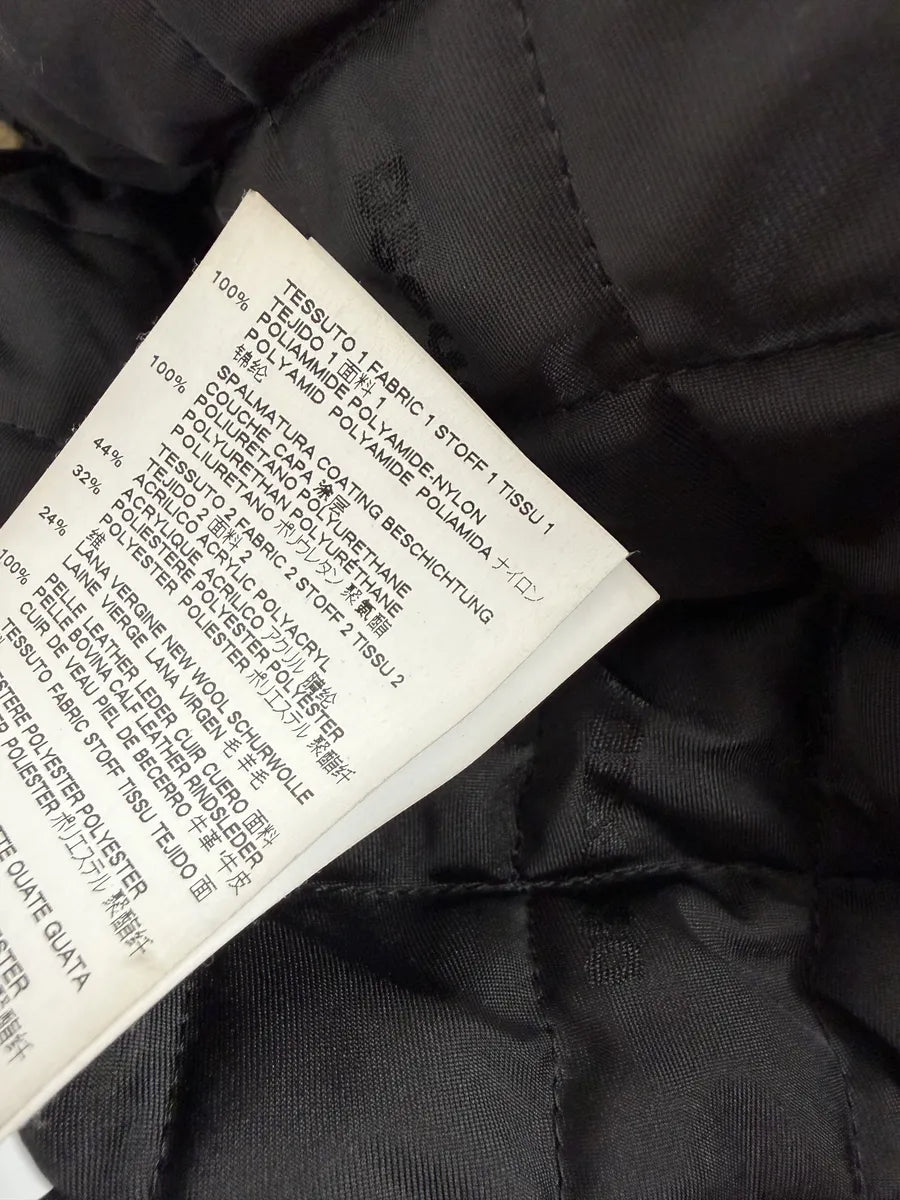 TESSUTO 1 FABRIC 1 STOFF 1 TISSU 1
TEJIDO 1 面料 1
100% POLIAMMIDE POLYAMIDE-NYLON
POLYAMID POLYAMIDE POLIAMIDA ナイロン
锦纶
SPALMATURA COATING BESCHICHTUNG
COUCHE CAPA 涂层
100% POLIURETANO POLYURETHANE
POLYURETHAN POLYURÉTHANE
POLIURETANO ポリウレタン 聚氨酯
TESSUTO 2 FABRIC 2 STOFF 2 TISSU 2
TEJIDO 2 面料 2
44% ACRILICO ACRYLIC POLYACRYL
ACRYLIQUE ACRILICO アクリル 腈纶
32% POLIESTERE POLYESTER POLYESTER
POLYESTER POLIESTER ポリエステル 聚酯纤
维
24% LANA VERGINE NEW WOOL SCHURWOLLE
LAINE VIERGE LANA VIRGEN 毛 羊毛
PELLE LEATHER LEDER CUIR CUERO 面料
100% PELLE BOVINA CALF LEATHER RINDSLEDER
CUIR DE VEAU PIEL DE BECERRO 牛革 牛皮
TESSUTO FABRIC STOFF TISSU TEJIDO 面
ESTERE POLYESTER POLYESTER
POLIESTER ポリエステル 聚酯纤
OUATE GUATA